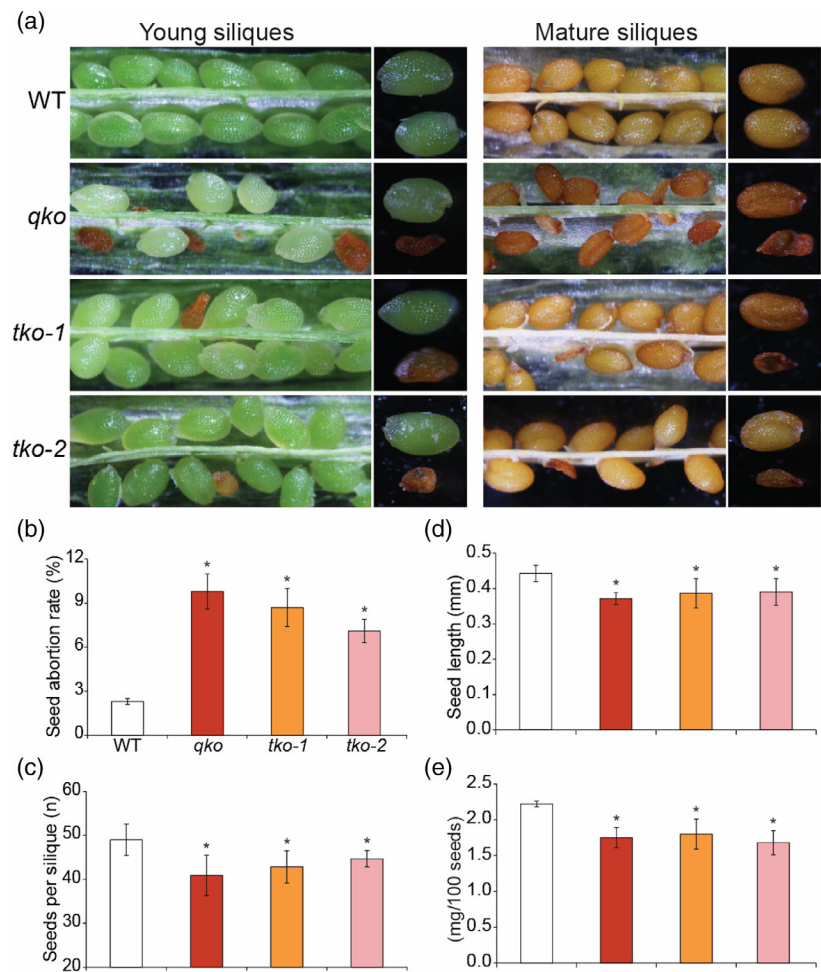 (a)
Young siliques
Mature siliques
WT
qko
tko-1
tko-2
(b)
Seed abortion rate (%)
12
9
6
3
0
*
*
*
WT
qko
tko-1
tko-2
(c)
Seeds per silique (n)
60
50
40
30
20
*
*
*
(d)
Seed length (mm)
0.5
0.4
0.3
0.2
0.1
0.0
*
*
*
(e)
(mg/100 seeds)
2.5
2.0
1.5
1.0
0.5
0.0
*
*
*